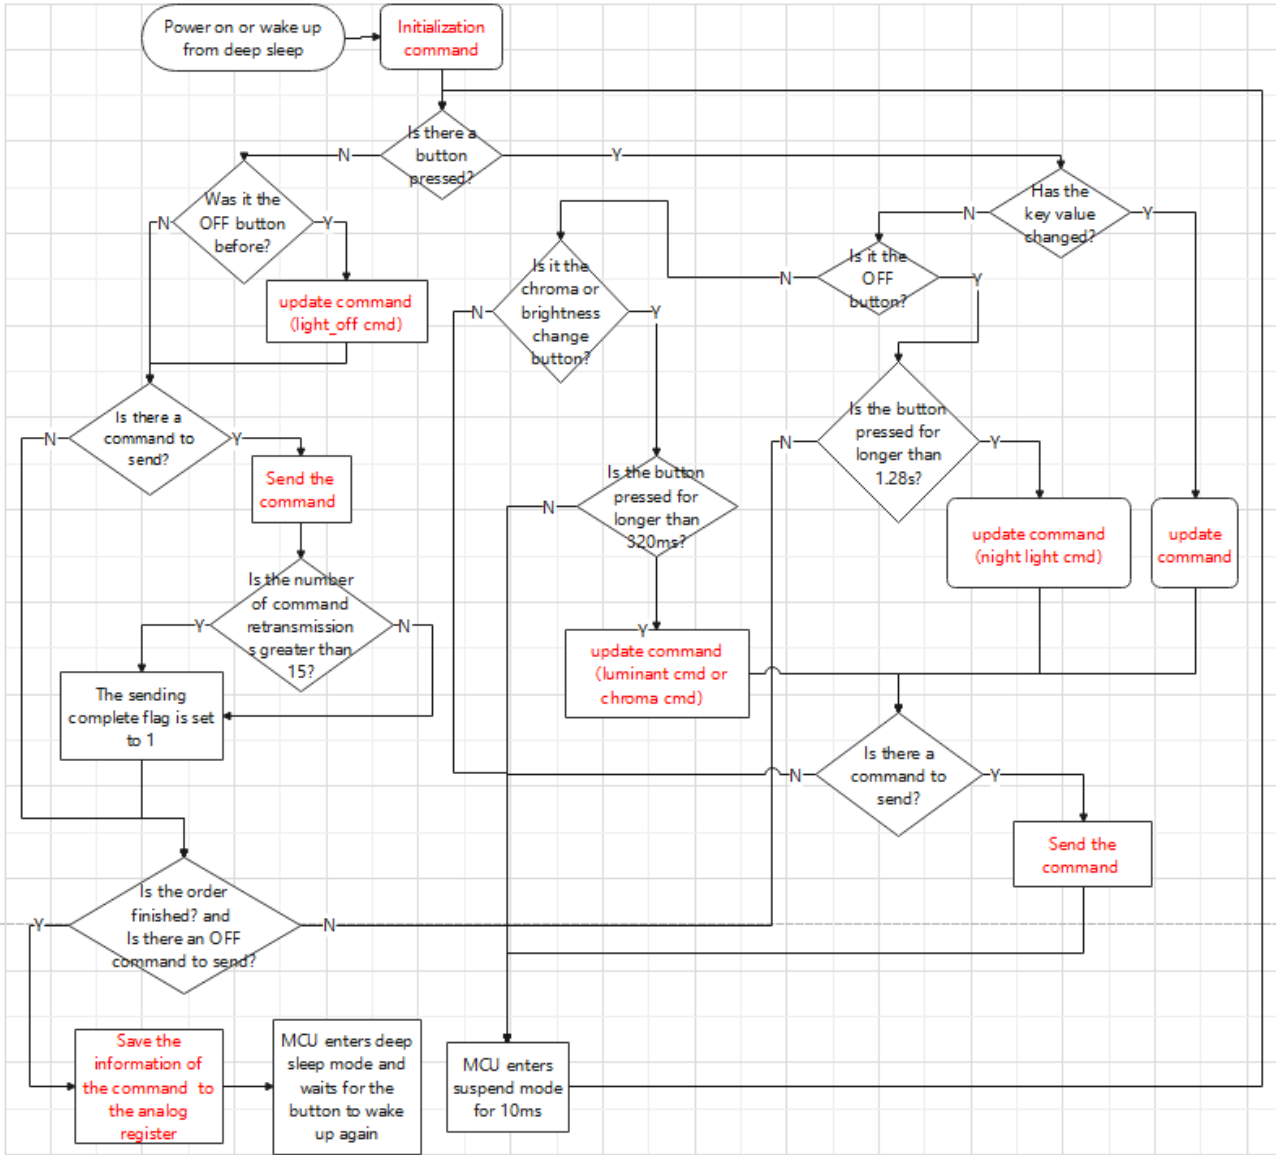 Power on or wake up
from deep sleep
Initialization
command
Is there a
button
pressed?
N
Y
Was it the
OFF button
before?
N
Y
update command
(light_off cmd)
Has the
key value
changed?
N
Y
Is it the
OFF
button?
N
Y
Is it the
chroma or
brightness
change
button?
N
Y
Is the button
pressed for
longer than
1.28s?
N
Y
Is there a
command to
send?
N
Y
Send the
command
Is the button
pressed for
longer than
320ms?
N
Y
update command
(night light cmd)
update
command
Is the number
of command
retransmission
s greater than
15?
Y
N
update command
(luminant cmd or
chroma cmd)
The sending
complete flag is set
to 1
Is there a
command to
send?
N
Y
Send the
command
Is the order
finished? and
Is there an OFF
command to send?
Y
N
Save the
information of
the command to
the analog
register
MCU enters deep
sleep mode and
waits for the
button to wake
up again
MCU enters
suspend mode
for 10ms